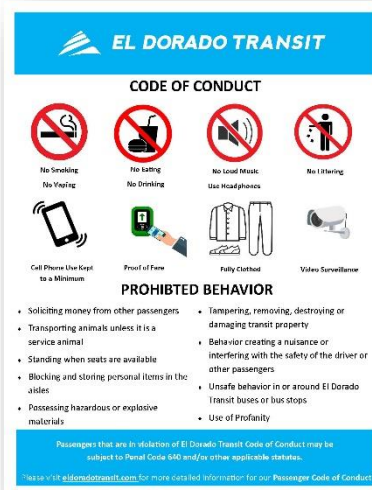 EL DORADO TRANSIT
CODE OF CONDUCT
No Smoking
No Vaping
No Eating
No Drinking
No Loud Music
Use Headphones
No Littering
Cell Phone Use Kept
to a Minimum
Proof of Fare
Fully Clothed
Video Surveillance
PROHIBTED BEHAVIOR
• Soliciting money from other passengers
• Transporting animals unless it is a
service animal
• Standing when seats are available
• Blocking and storing personal items in the
aisles
• Possessing hazardous or explosive
materials
• Tampering, removing, destroying or
damaging transit property
• Behavior creating a nuisance or
interfering with the safety of the driver or
other passengers
• Unsafe behavior in or around El Dorado
Transit buses or bus stops
• Use of Profanity
Passengers that are in violation of El Dorado Transit Code of Conduct may be
subject to Penal Code 640 and/or other applicable statutes.
Please visit eldoradotransit.com for more detailed information for our Passenger Code of Conduct